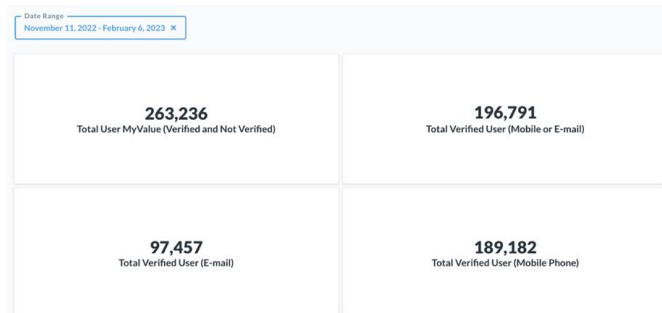 Date Range
November 11, 2022 - February 6, 2023 ×
263,236
Total User MyValue (Verified and Not Verified)
196,791
Total Verified User (Mobile or E-mail)
97,457
Total Verified User (E-mail)
189,182
Total Verified User (Mobile Phone)